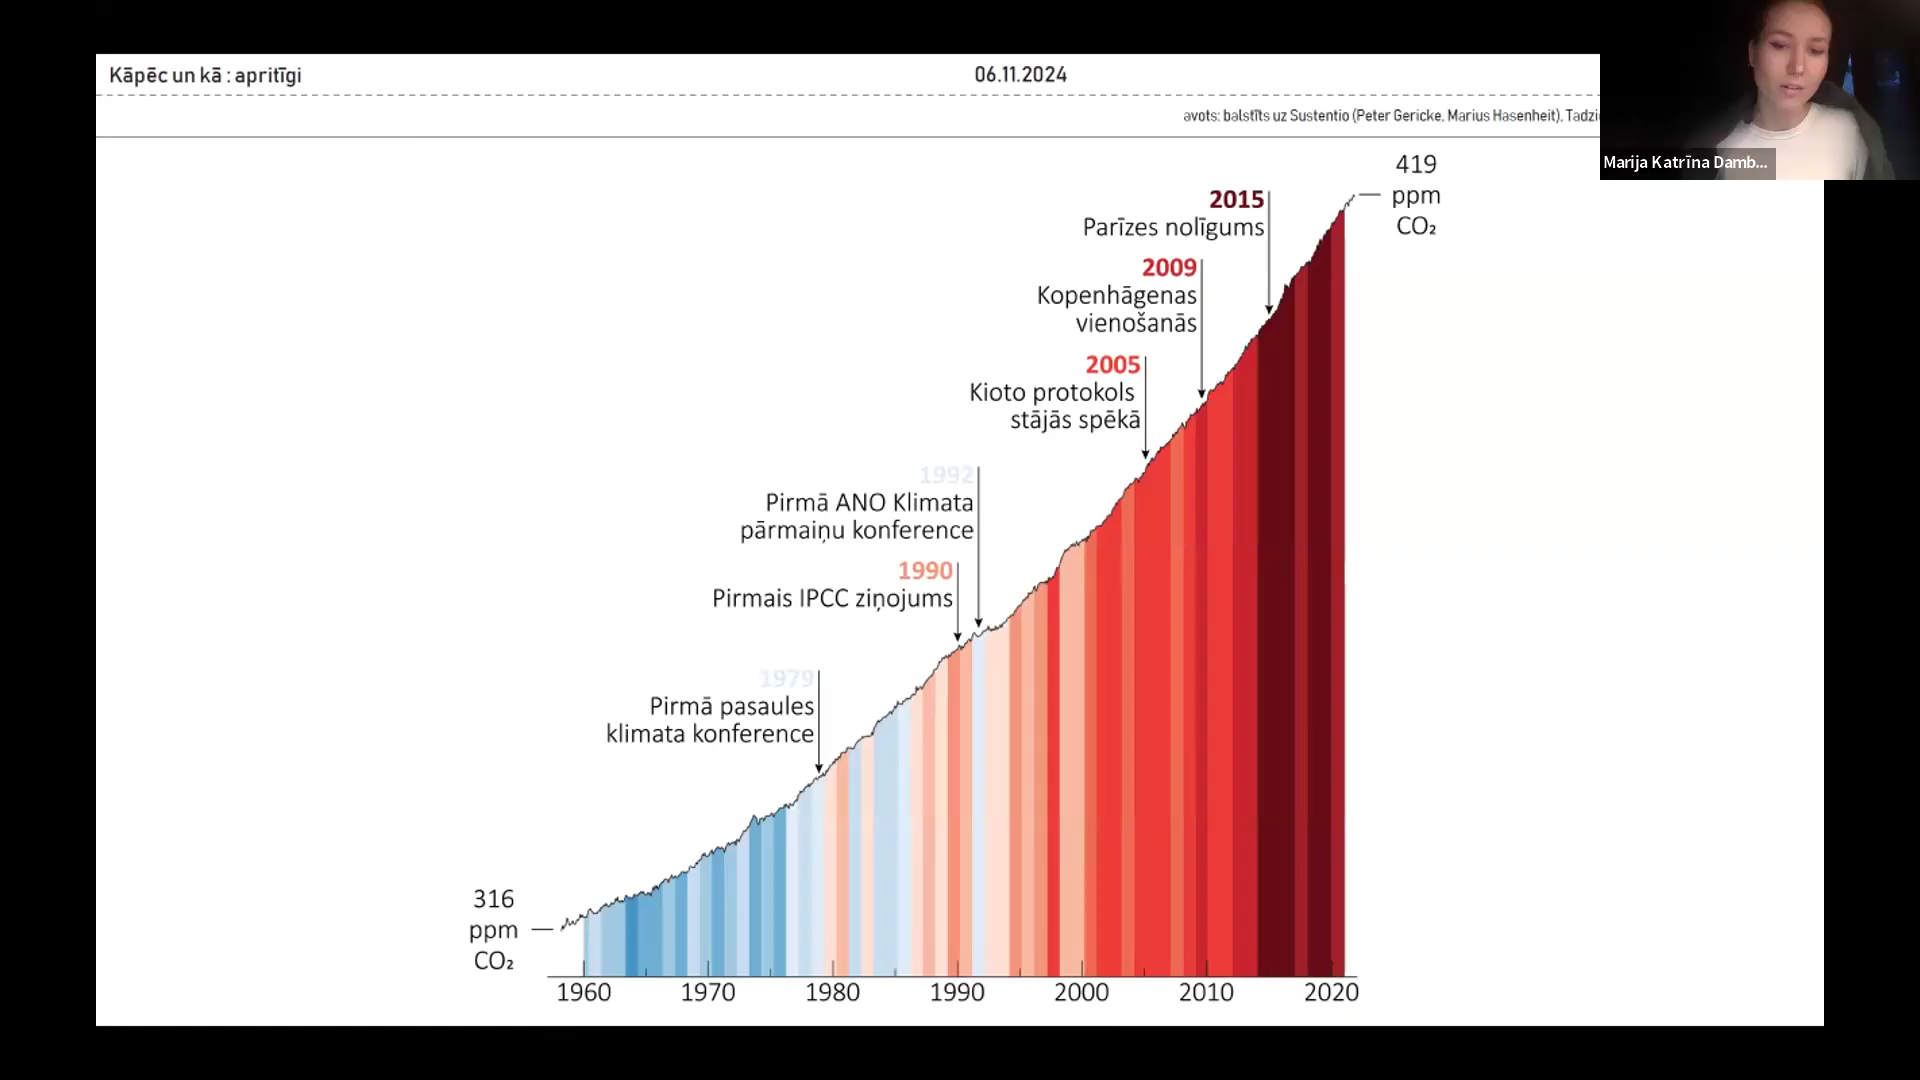 Kāpēc un kā : apritīgi
06.11.2024
avots: balstīts uz Sustentio (Peter Gericke, Marius Hasenheit), Tadzi
Marija Katrīna Damb...
419
ppm
CO₂
2015
Parīzes nolīgums
2009
Kopenhāgenas
vienošanās
2005
Kioto protokols
stājās spēkā
1992
Pirmā ANO Klimata
pārmaiņu konference
1990
Pirmais IPCC ziņojums
1979
Pirmā pasaules
klimata konference
316
ppm
CO₂
1960 1970 1980 1990 2000 2010 2020